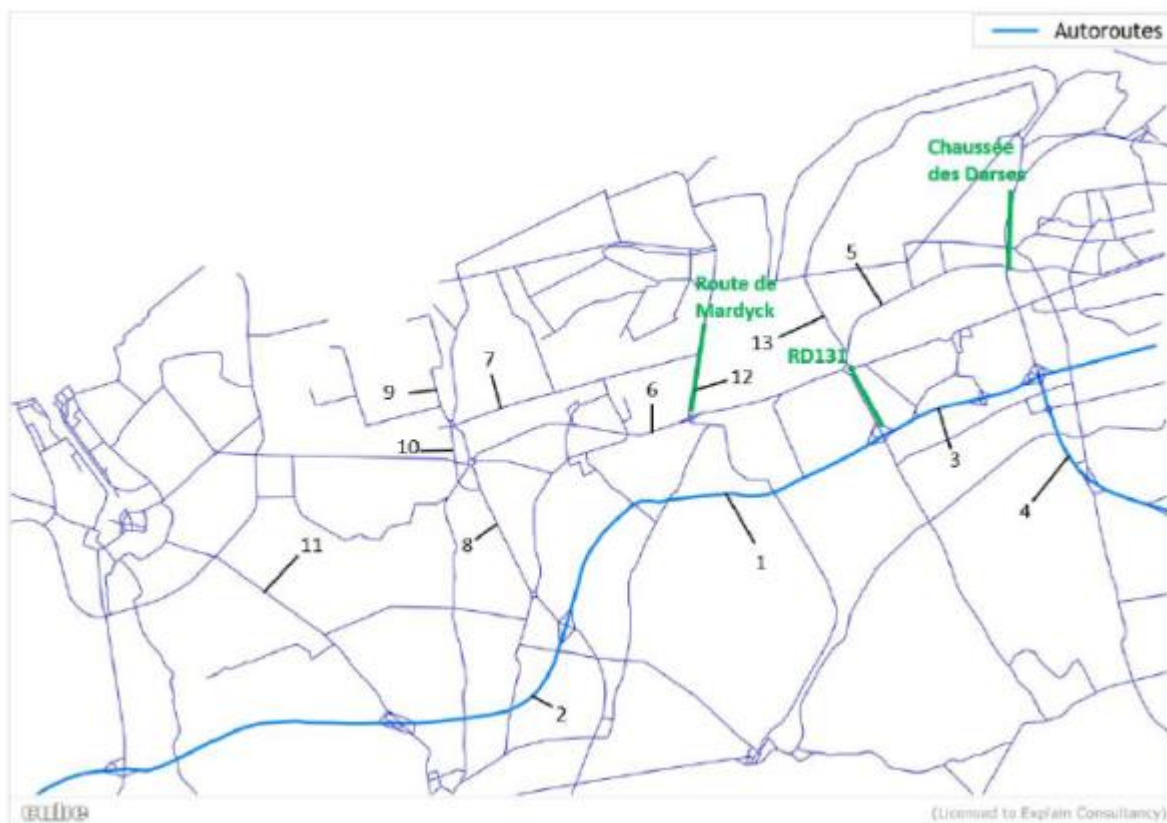 Autoroutes
Chaussée
des Darses
5
Route de
Mardyck
13
RD131
7
9
6
12
10
3
4
8
1
11
2
cube
(Licensed to Explain Consultancy)